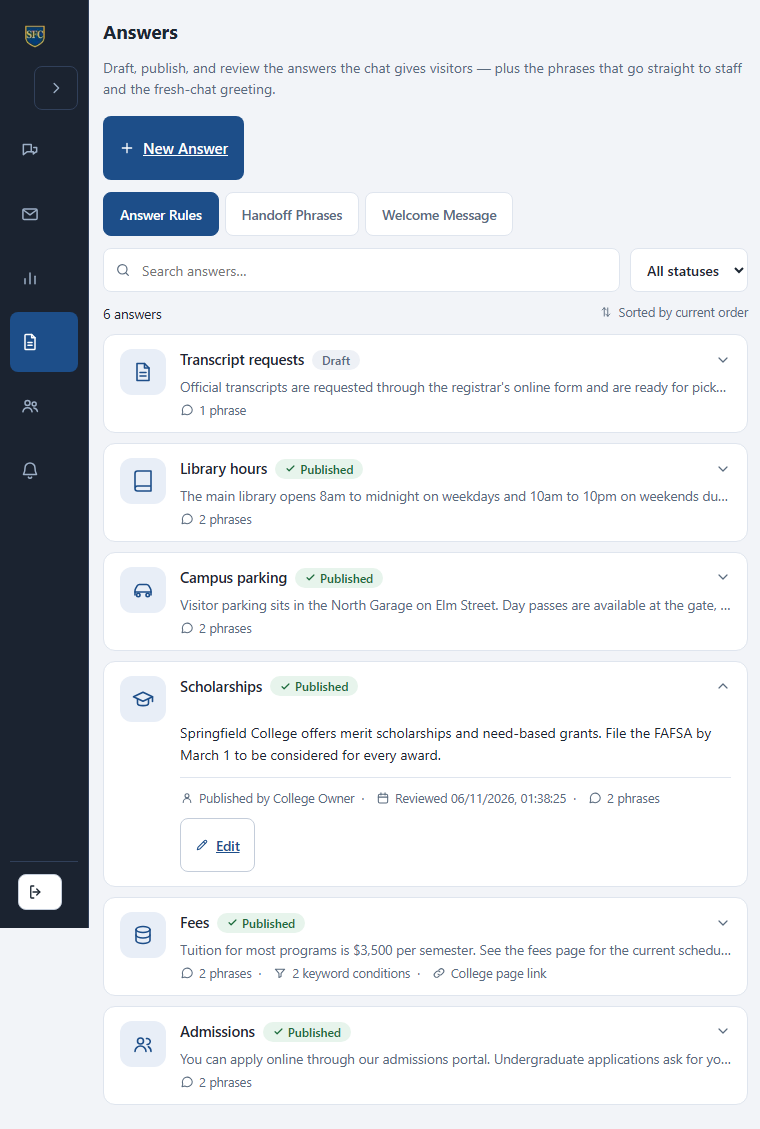 SFC
Answers
Draft, publish, and review the answers the chat gives visitors — plus the phrases that go straight to staff
and the fresh-chat greeting.
New Answer
Answer Rules
Handoff Phrases
Welcome Message
Search answers...
All statuses
6 answers
Sorted by current order
Transcript requests
Draft
Official transcripts are requested through the registrar's online form and are ready for pick...
1 phrase
Library hours
Published
The main library opens 8am to midnight on weekdays and 10am to 10pm on weekends du...
2 phrases
Campus parking
Published
Visitor parking sits in the North Garage on Elm Street. Day passes are available at the gate, ...
2 phrases
Scholarships
Published
Springfield College offers merit scholarships and need-based grants. File the FAFSA by
March 1 to be considered for every award.
Published by College Owner · Reviewed 06/11/2026, 01:38:25 · 2 phrases
Edit
Fees
Published
Tuition for most programs is $3,500 per semester. See the fees page for the current schedu...
2 phrases · 2 keyword conditions · College page link
Admissions
Published
You can apply online through our admissions portal. Undergraduate applications ask for yo...
2 phrases